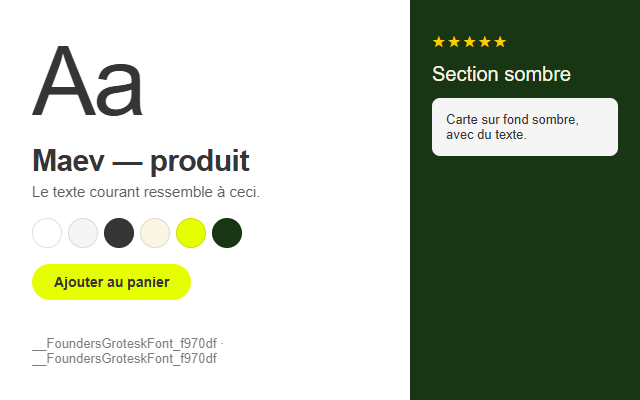 Aa
Maev — produit
Le texte courant ressemble à ceci.
Ajouter au panier
__FoundersGroteskFont_f970df ·
__FoundersGroteskFont_f970df
★★★★★
Section sombre
Carte sur fond sombre,
avec du texte.